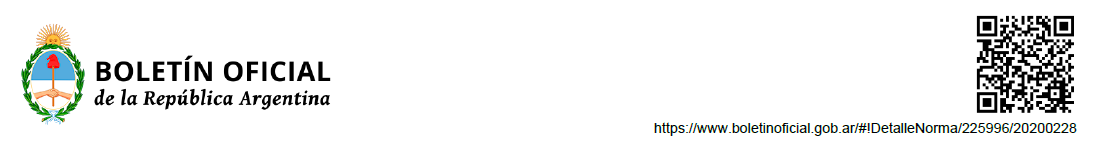 BOLETÍN OFICIAL
de la República Argentina
https://www.boletinoficial.gob.ar/#!DetalleNorma/225996/20200228